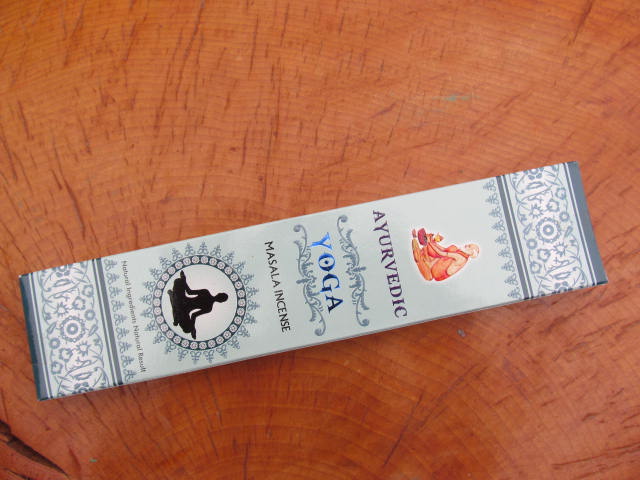 AYURVEDIC
YOGA
MASALA INCENSE
Natural Ingredients Natural Result